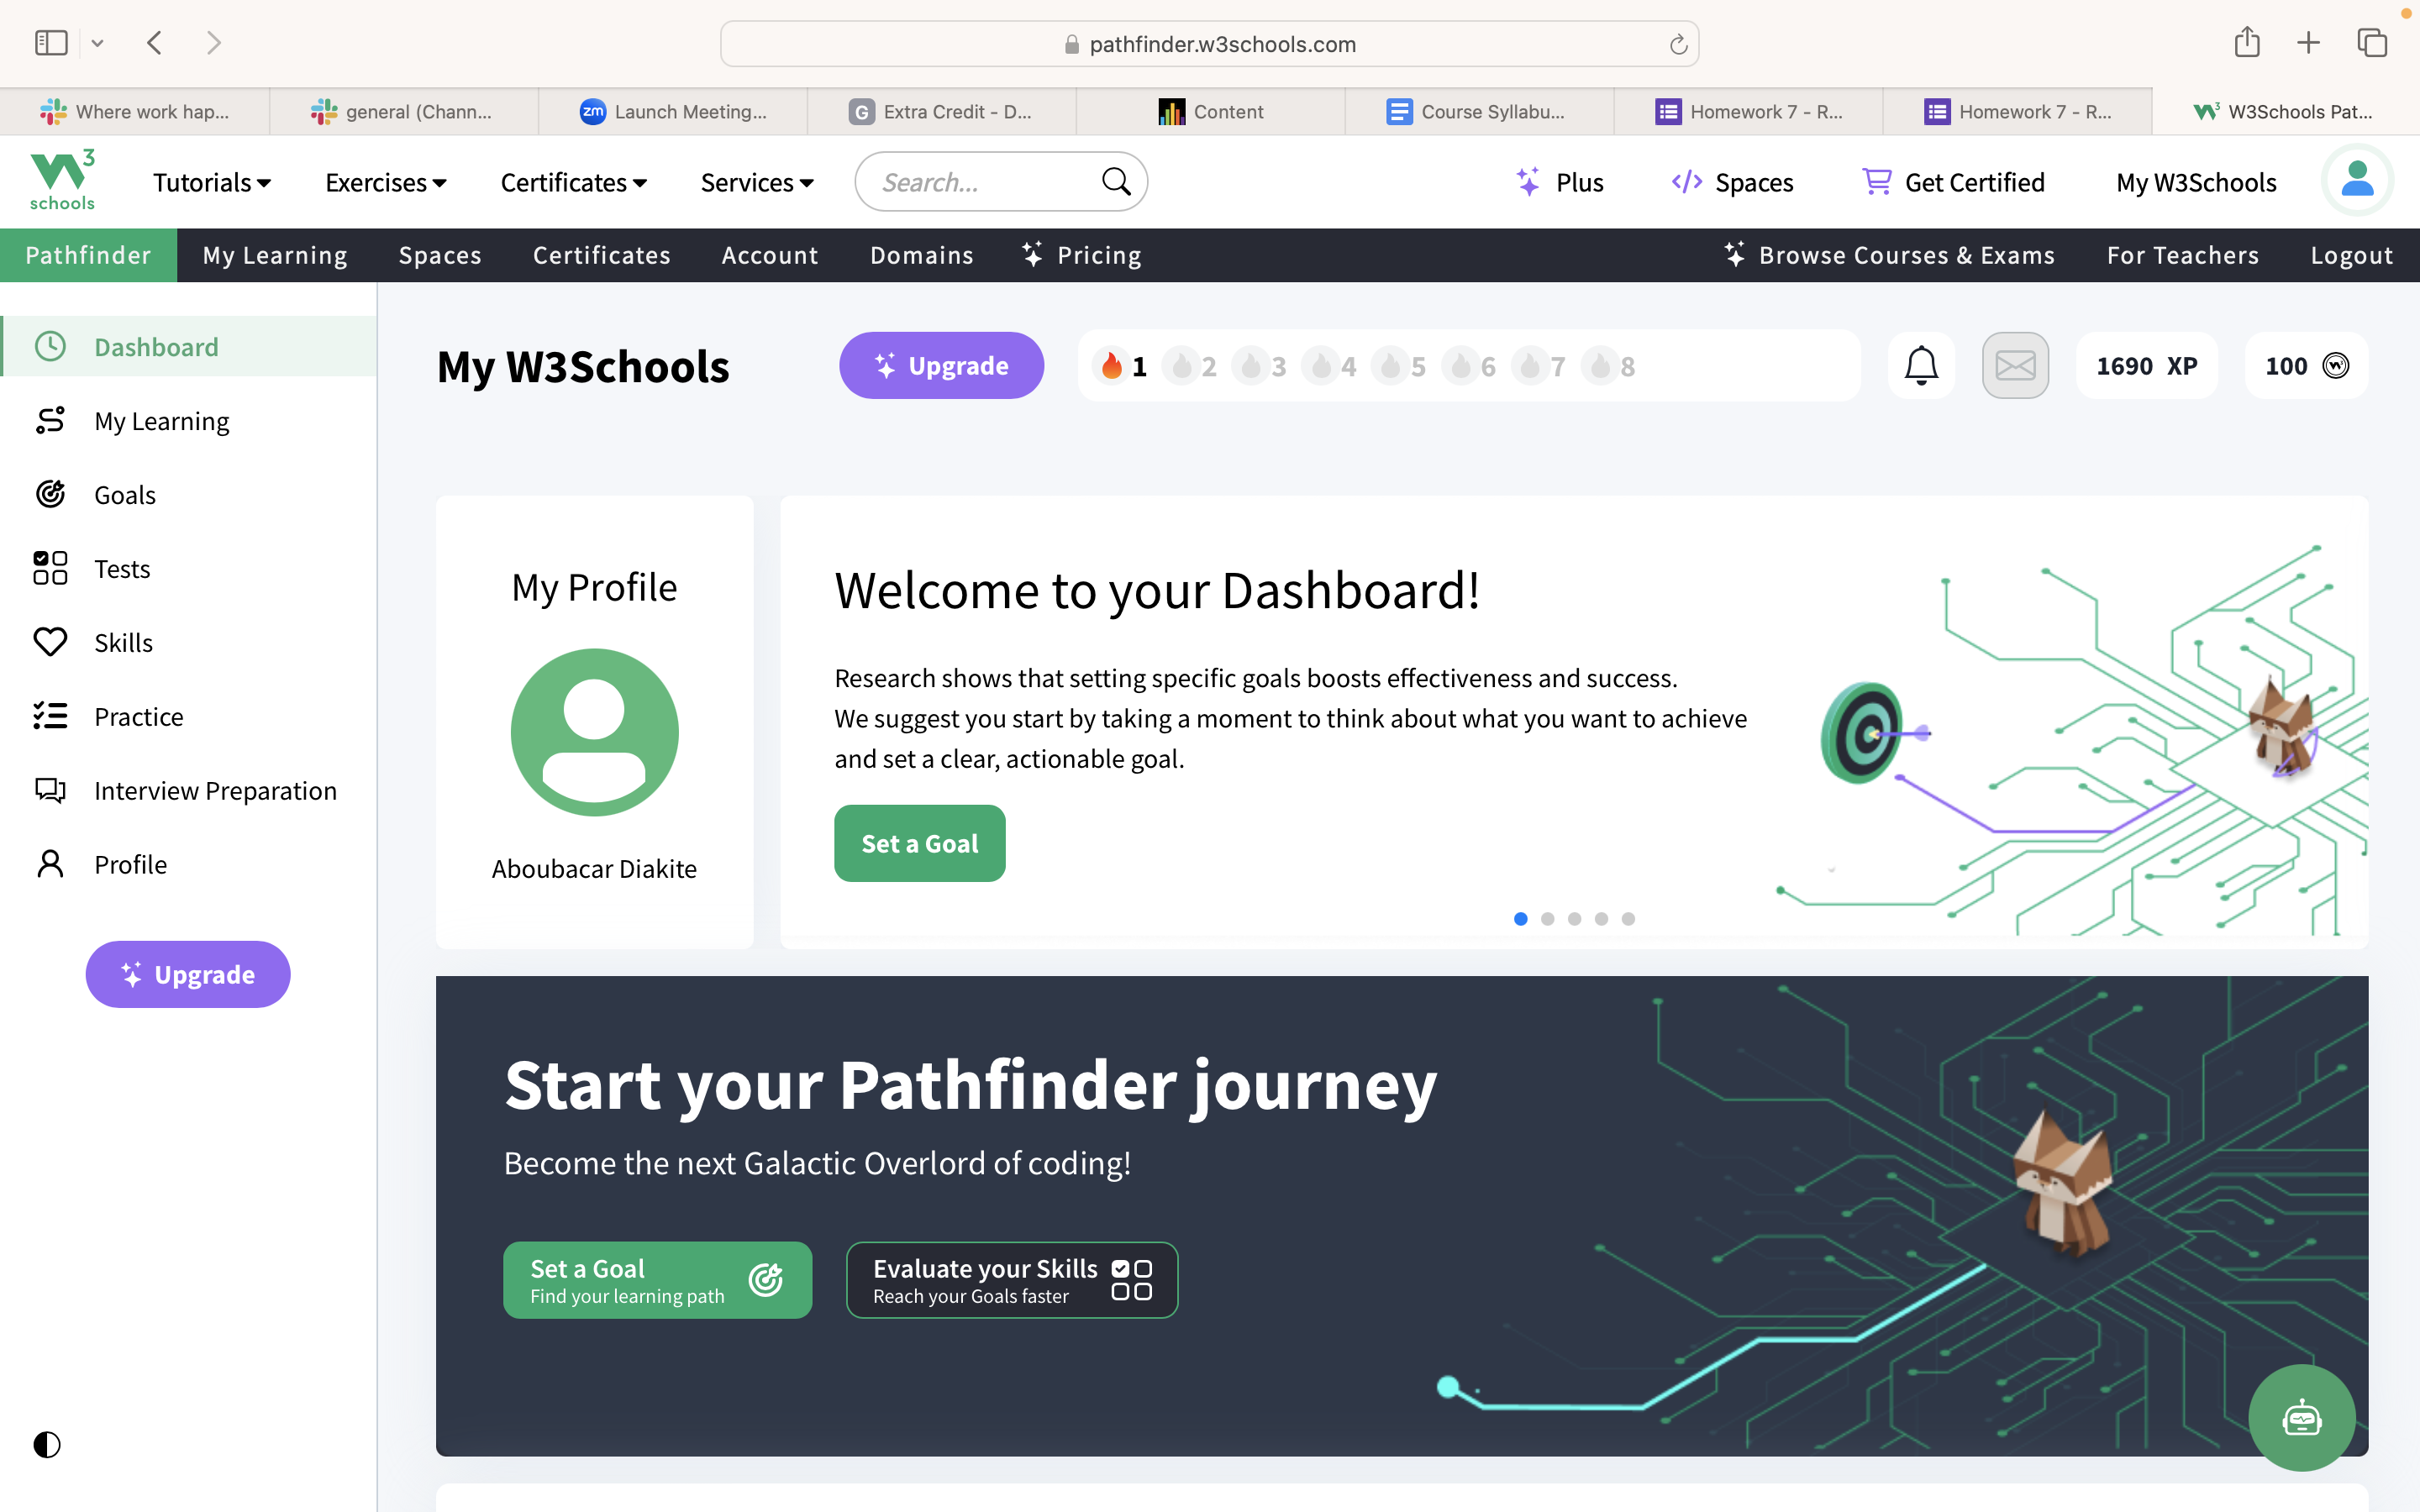 pathfinder.w3schools.com
Where work hap...
general (Chann...
zm Launch Meeting...
G Extra Credit - D...
Content
Course Syllabu...
Homework 7 - R...
Homework 7 - R...
W3Schools Pat...
W3 schools
Tutorials
Exercises
Certificates
Services
Search...
Plus
Spaces
Get Certified
My W3Schools
Pathfinder
My Learning
Spaces
Certificates
Account
Domains
Pricing
Browse Courses & Exams
For Teachers
Logout
Dashboard
My Learning
Goals
Tests
Skills
Practice
Interview Preparation
Profile
Upgrade
My W3Schools
Upgrade
1 2 3 4 5 6 7 8
1690 XP
100
My Profile
Aboubacar Diakite
Welcome to your Dashboard!
Research shows that setting specific goals boosts effectiveness and success.
We suggest you start by taking a moment to think about what you want to achieve
and set a clear, actionable goal.
Set a Goal
Start your Pathfinder journey
Become the next Galactic Overlord of coding!
Set a Goal
Find your learning path
Evaluate your Skills
Reach your Goals faster